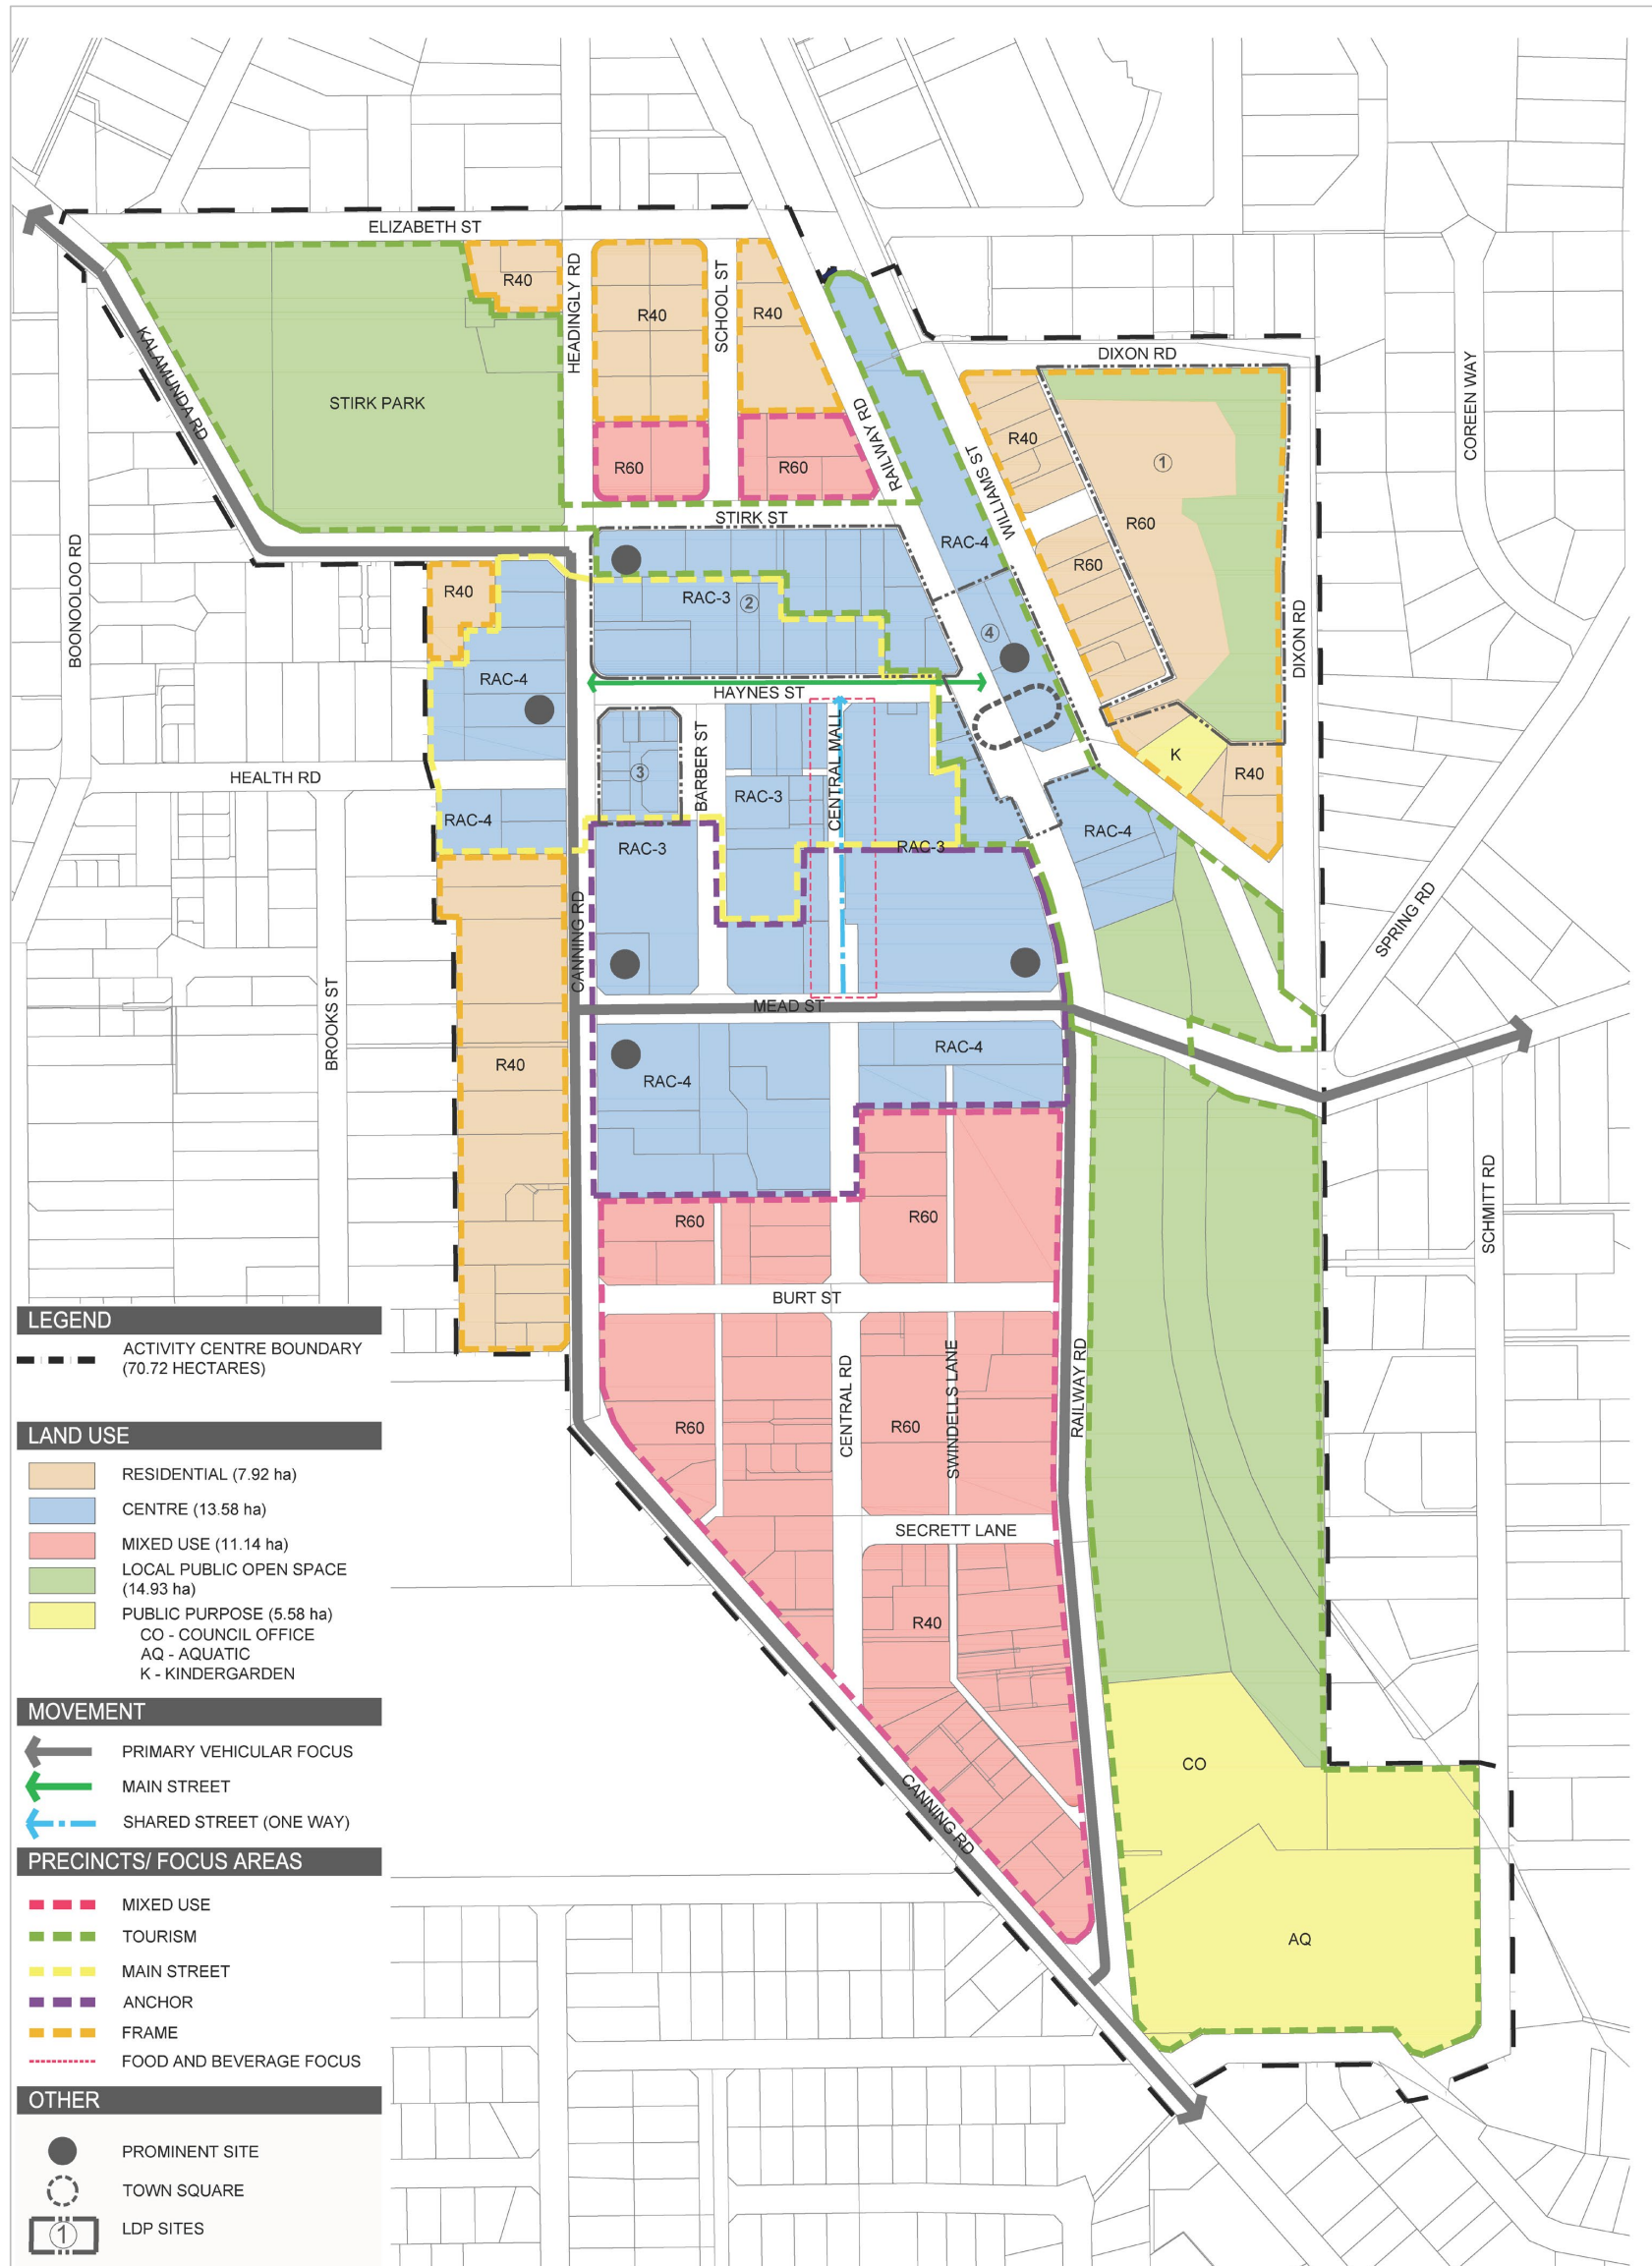 ELIZABETH ST
R40
HEADINGLY RD
R40
SCHOOL ST
R40
KALAMUNDA RD
STIRK PARK
R60
R60
RAILWAY RD
WILLIAMS ST
DIXON RD
R40
1
R60
COREEN WAY
BOONOOLOO RD
STIRK ST
RAC-4
R60
R40
RAC-3
2
4
DIXON RD
RAC-4
HAYNES ST
HEALTH RD
3
BARBER ST
RAC-3
CENTRAL MALL
K
R40
RAC-4
RAC-3
RAC-3
RAC-4
CANNING RD
SPRING RD
BROOKS ST
MEAD ST
R40
RAC-4
RAC-4
SCHMITT RD
R60
R60
BURT ST
R60
CENTRAL RD
R60
SWINDELLS LANE
RAILWAY RD
SECRETT LANE
R40
CANNING RD
CO
AQ
LEGEND
ACTIVITY CENTRE BOUNDARY
(70.72 HECTARES)
LAND USE
RESIDENTIAL (7.92 ha)
CENTRE (13.58 ha)
MIXED USE (11.14 ha)
LOCAL PUBLIC OPEN SPACE
(14.93 ha)
PUBLIC PURPOSE (5.58 ha)
CO - COUNCIL OFFICE
AQ - AQUATIC
K - KINDERGARDEN
MOVEMENT
PRIMARY VEHICULAR FOCUS
MAIN STREET
SHARED STREET (ONE WAY)
PRECINCTS/ FOCUS AREAS
MIXED USE
TOURISM
MAIN STREET
ANCHOR
FRAME
FOOD AND BEVERAGE FOCUS
OTHER
PROMINENT SITE
TOWN SQUARE
1
LDP SITES